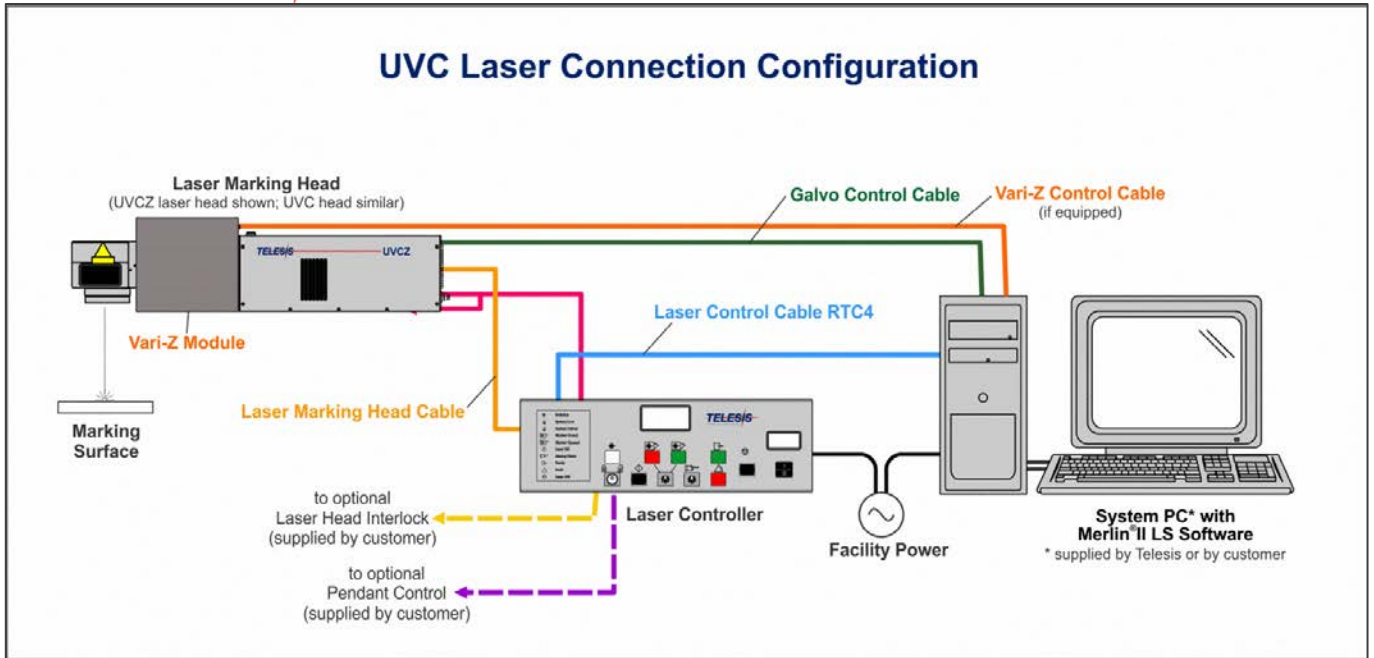 UVC Laser Connection Configuration
Laser Marking Head
(UVCZ laser head shown; UVC head similar)
Galvo Control Cable
Vari-Z Control Cable
(if equipped)
TELESIS
UVCZ
Laser Control Cable RTC4
Vari-Z Module
Laser Marking Head Cable
TELESIS
Marking
Surface
to optional
Laser Head Interlock
(supplied by customer)
Laser Controller
Facility Power
System PC* with
Merlin®II LS Software
* supplied by Telesis or by customer
to optional
Pendant Control
(supplied by customer)